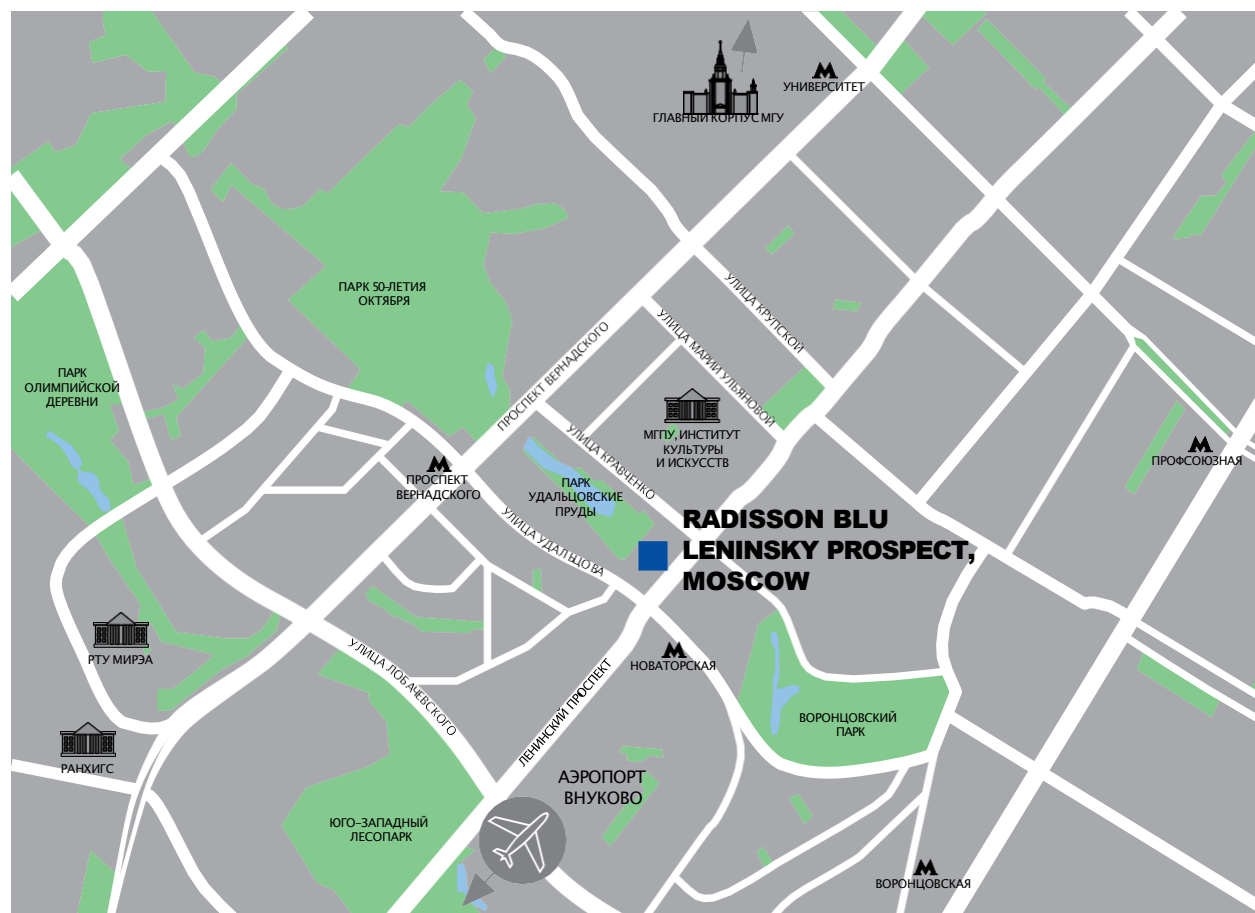 М
УНИВЕРСИТЕТ
ГЛАВНЫЙ КОРПУС МГУ
ПАРК 50-ЛЕТИЯ
ОКТЯБРЯ
УЛИЦА КРУПСКОЙ
УЛИЦА МАРИИ УЛЬЯНОВОЙ
ПРОСПЕКТ ВЕРНАДСКОГО
ПАРК
ОЛИМПИЙСКОЙ
ДЕРЕВНИ
МГПУ, ИНСТИТУТ
КУЛЬТУРЫ
И ИСКУССТВ
УЛИЦА КРАВЧЕНКО
М
ПРОФСОЮЗНАЯ
М
ПРОСПЕКТ
ВЕРНАДСКОГО
ПАРК
УДАЛЬЦОВСКИЕ
ПРУДЫ
УЛИЦА УДАЛЬЦОВА
RADISSON BLU
LENINSKY PROSPECT,
MOSCOW
РТУ МИРЭА
УЛИЦА ЛОБАЧЕВСКОГО
М
НОВАТОРСКАЯ
ЛЕНИНСКИЙ ПРОСПЕКТ
ВОРОНЦОВСКИЙ
ПАРК
РАНХИГС
АЭРОПОРТ
ВНУКОВО
ЮГО-ЗАПАДНЫЙ
ЛЕСОПАРК
М
ВОРОНЦОВСКАЯ